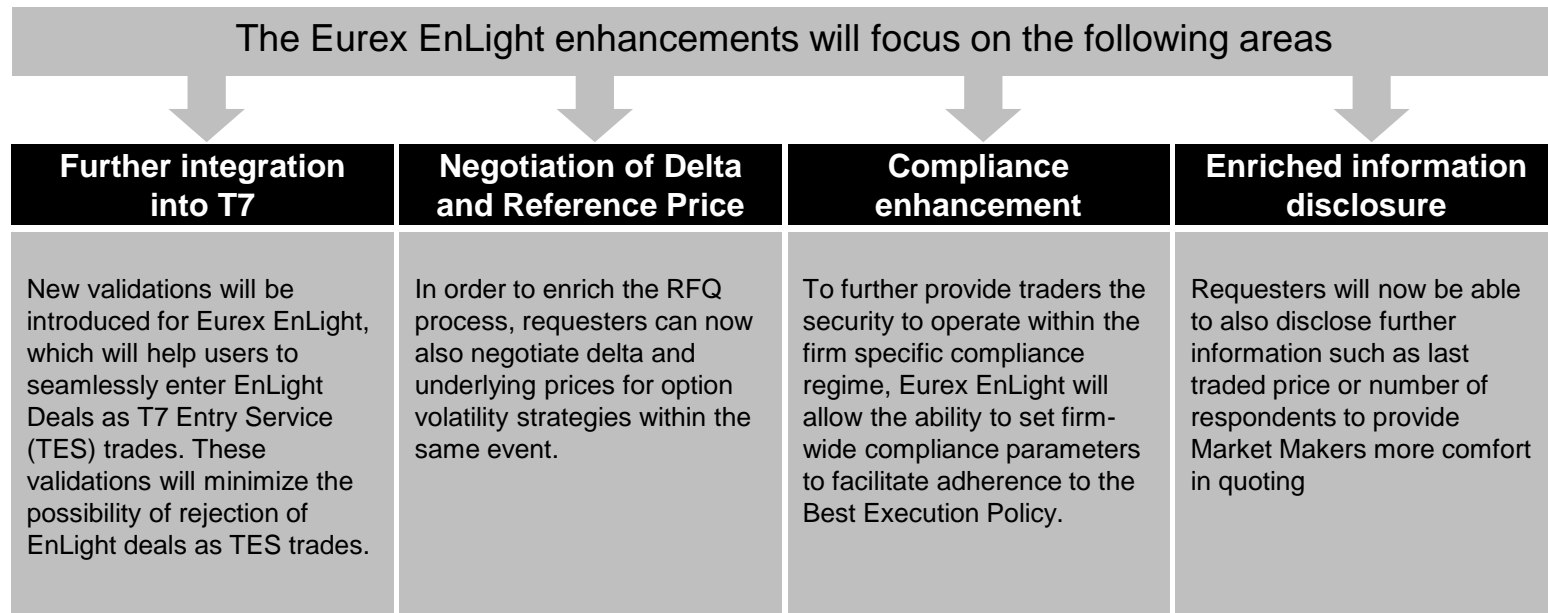 The Eurex EnLight enhancements will focus on the following areas
Further integration
into T7
New validations will be
introduced for Eurex EnLight,
which will help users to
seamlessly enter EnLight
Deals as T7 Entry Service
(TES) trades. These
validations will minimize the
possibility of rejection of
EnLight deals as TES trades.
Negotiation of Delta
and Reference Price
In order to enrich the RFQ
process, requesters can now
also negotiate delta and
underlying prices for option
volatility strategies within the
same event.
Compliance
enhancement
To further provide traders the
security to operate within the
firm specific compliance
regime, Eurex EnLight will
allow the ability to set firm-
wide compliance parameters
to facilitate adherence to the
Best Execution Policy.
Enriched information
disclosure
Requesters will now be able
to also disclose further
information such as last
traded price or number of
respondents to provide
Market Makers more comfort
in quoting